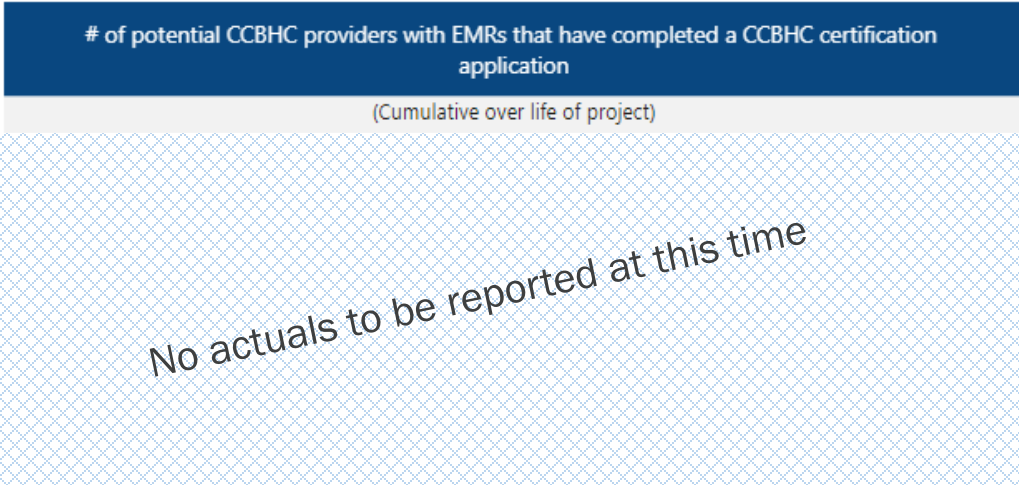 # of potential CCBHC providers with EMRs that have completed a CCBHC certification
application
(Cumulative over life of project)
No actuals to be reported at this time